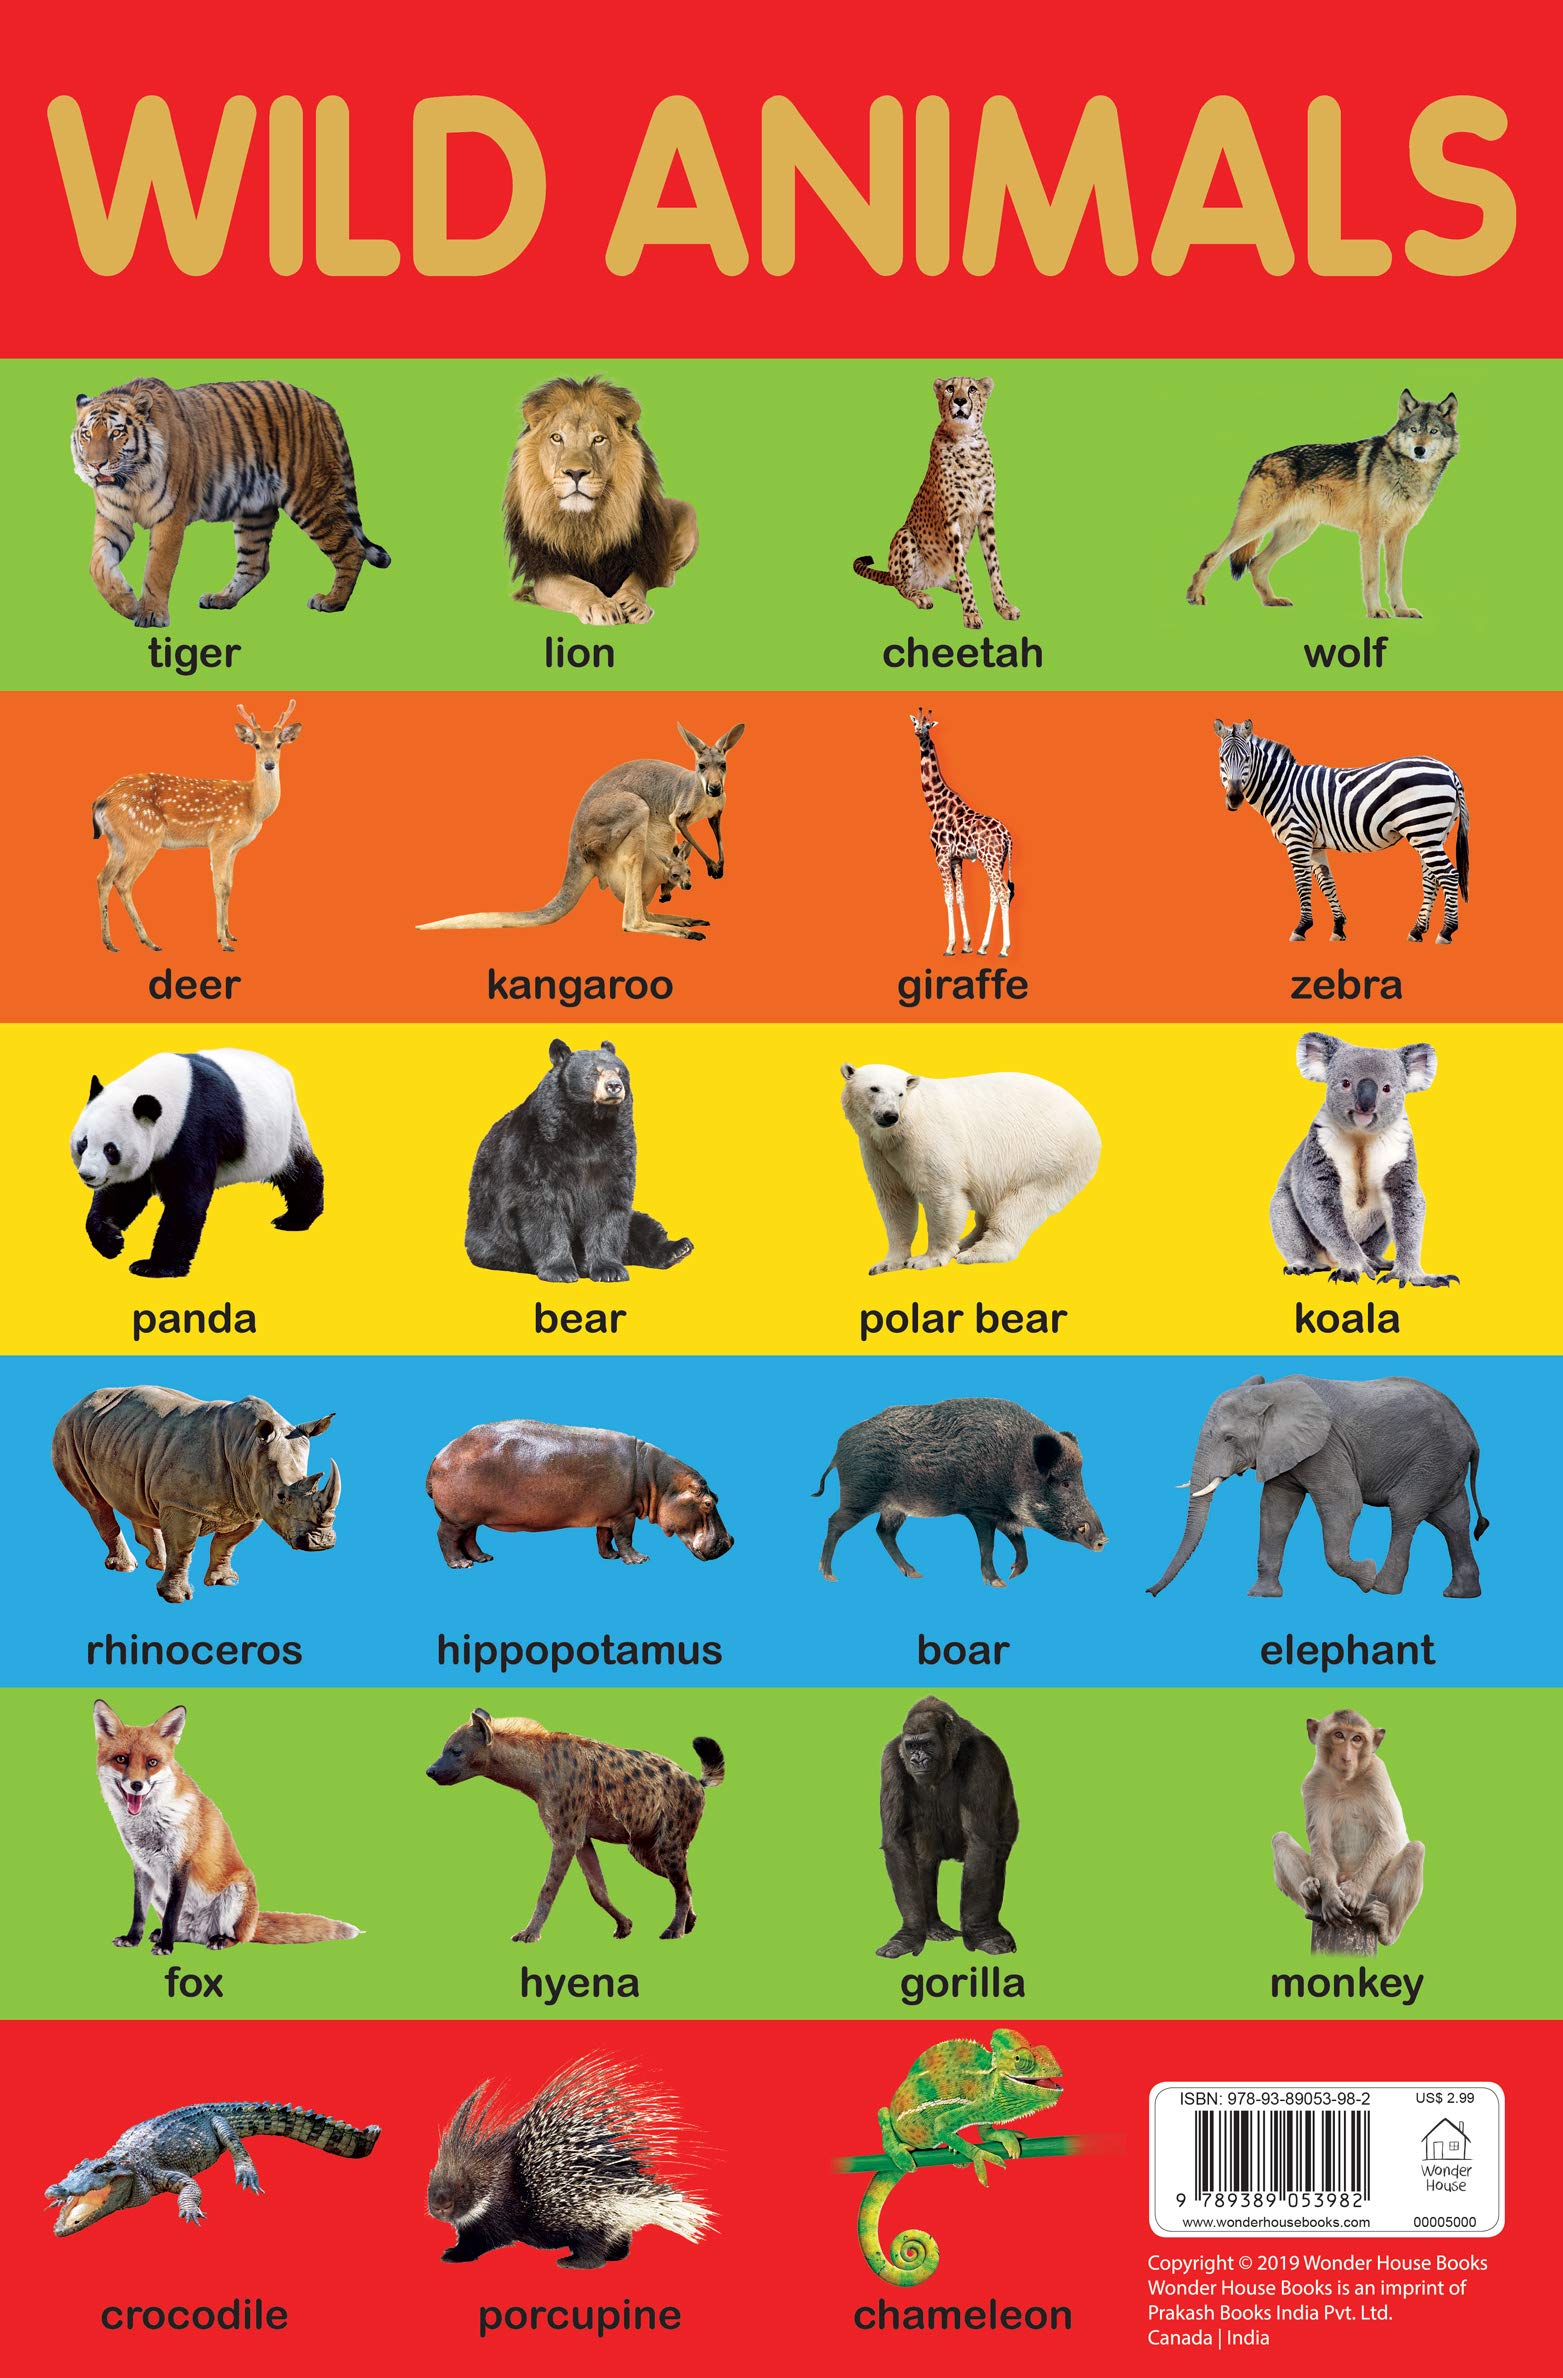 WILD ANIMALS
tiger
lion
cheetah
wolf
deer
kangaroo
giraffe
zebra
panda
bear
polar bear
koala
rhinoceros
hippopotamus
boar
elephant
fox
hyena
gorilla
monkey
crocodile
porcupine
chameleon
ISBN: 978-93-89053-98-2
US$ 2.99
Wonder
House
9 789389 053982
www.wonderhousebooks.com
00005000
Copyright © 2019 Wonder House Books
Wonder House Books is an imprint of
Prakash Books India Pvt. Ltd.
Canada | India